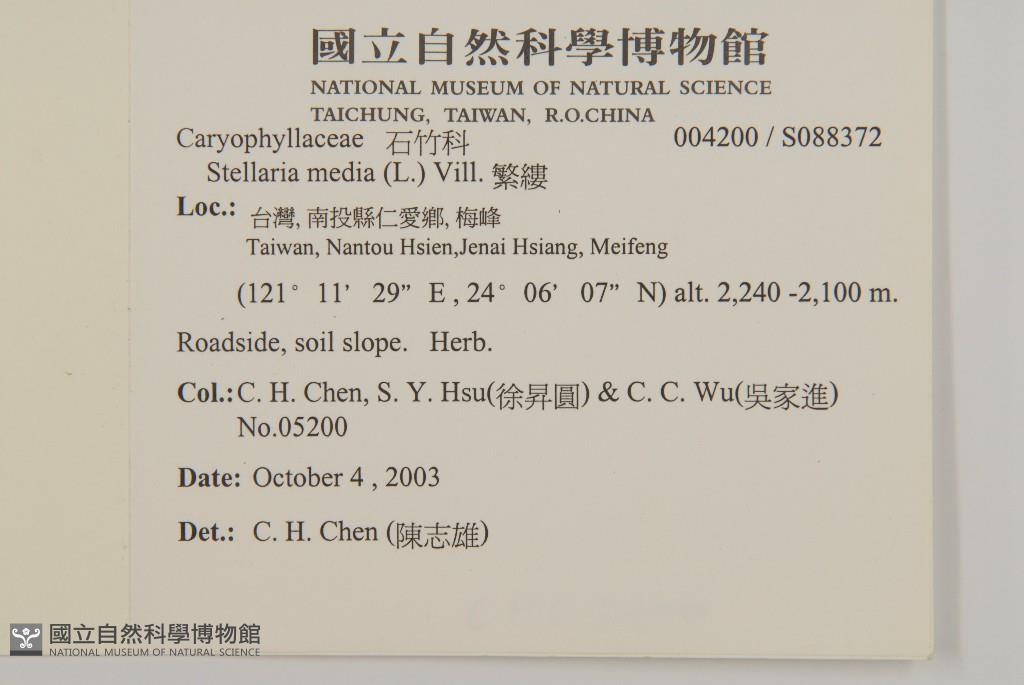 國立自然科學博物館
NATIONAL MUSEUM OF NATURAL SCIENCE
TAICHUNG, TAIWAN, R.O.CHINA
Caryophyllaceae 石竹科 004200 / S088372
Stellaria media (L.) Vill. 繁縷
Loc.: 台灣, 南投縣仁愛鄉, 梅峰
Taiwan, Nantou Hsien,Jenai Hsiang, Meifeng
(121° 11’ 29” E , 24° 06’ 07” N) alt. 2,240 -2,100 m.
Roadside, soil slope. Herb.
Col.: C. H. Chen, S. Y. Hsu(徐昇圓) & C. C. Wu(吳家進)
No.05200
Date: October 4 , 2003
Det.: C. H. Chen (陳志雄)
國立自然科學博物館
NATIONAL MUSEUM OF NATURAL SCIENCE